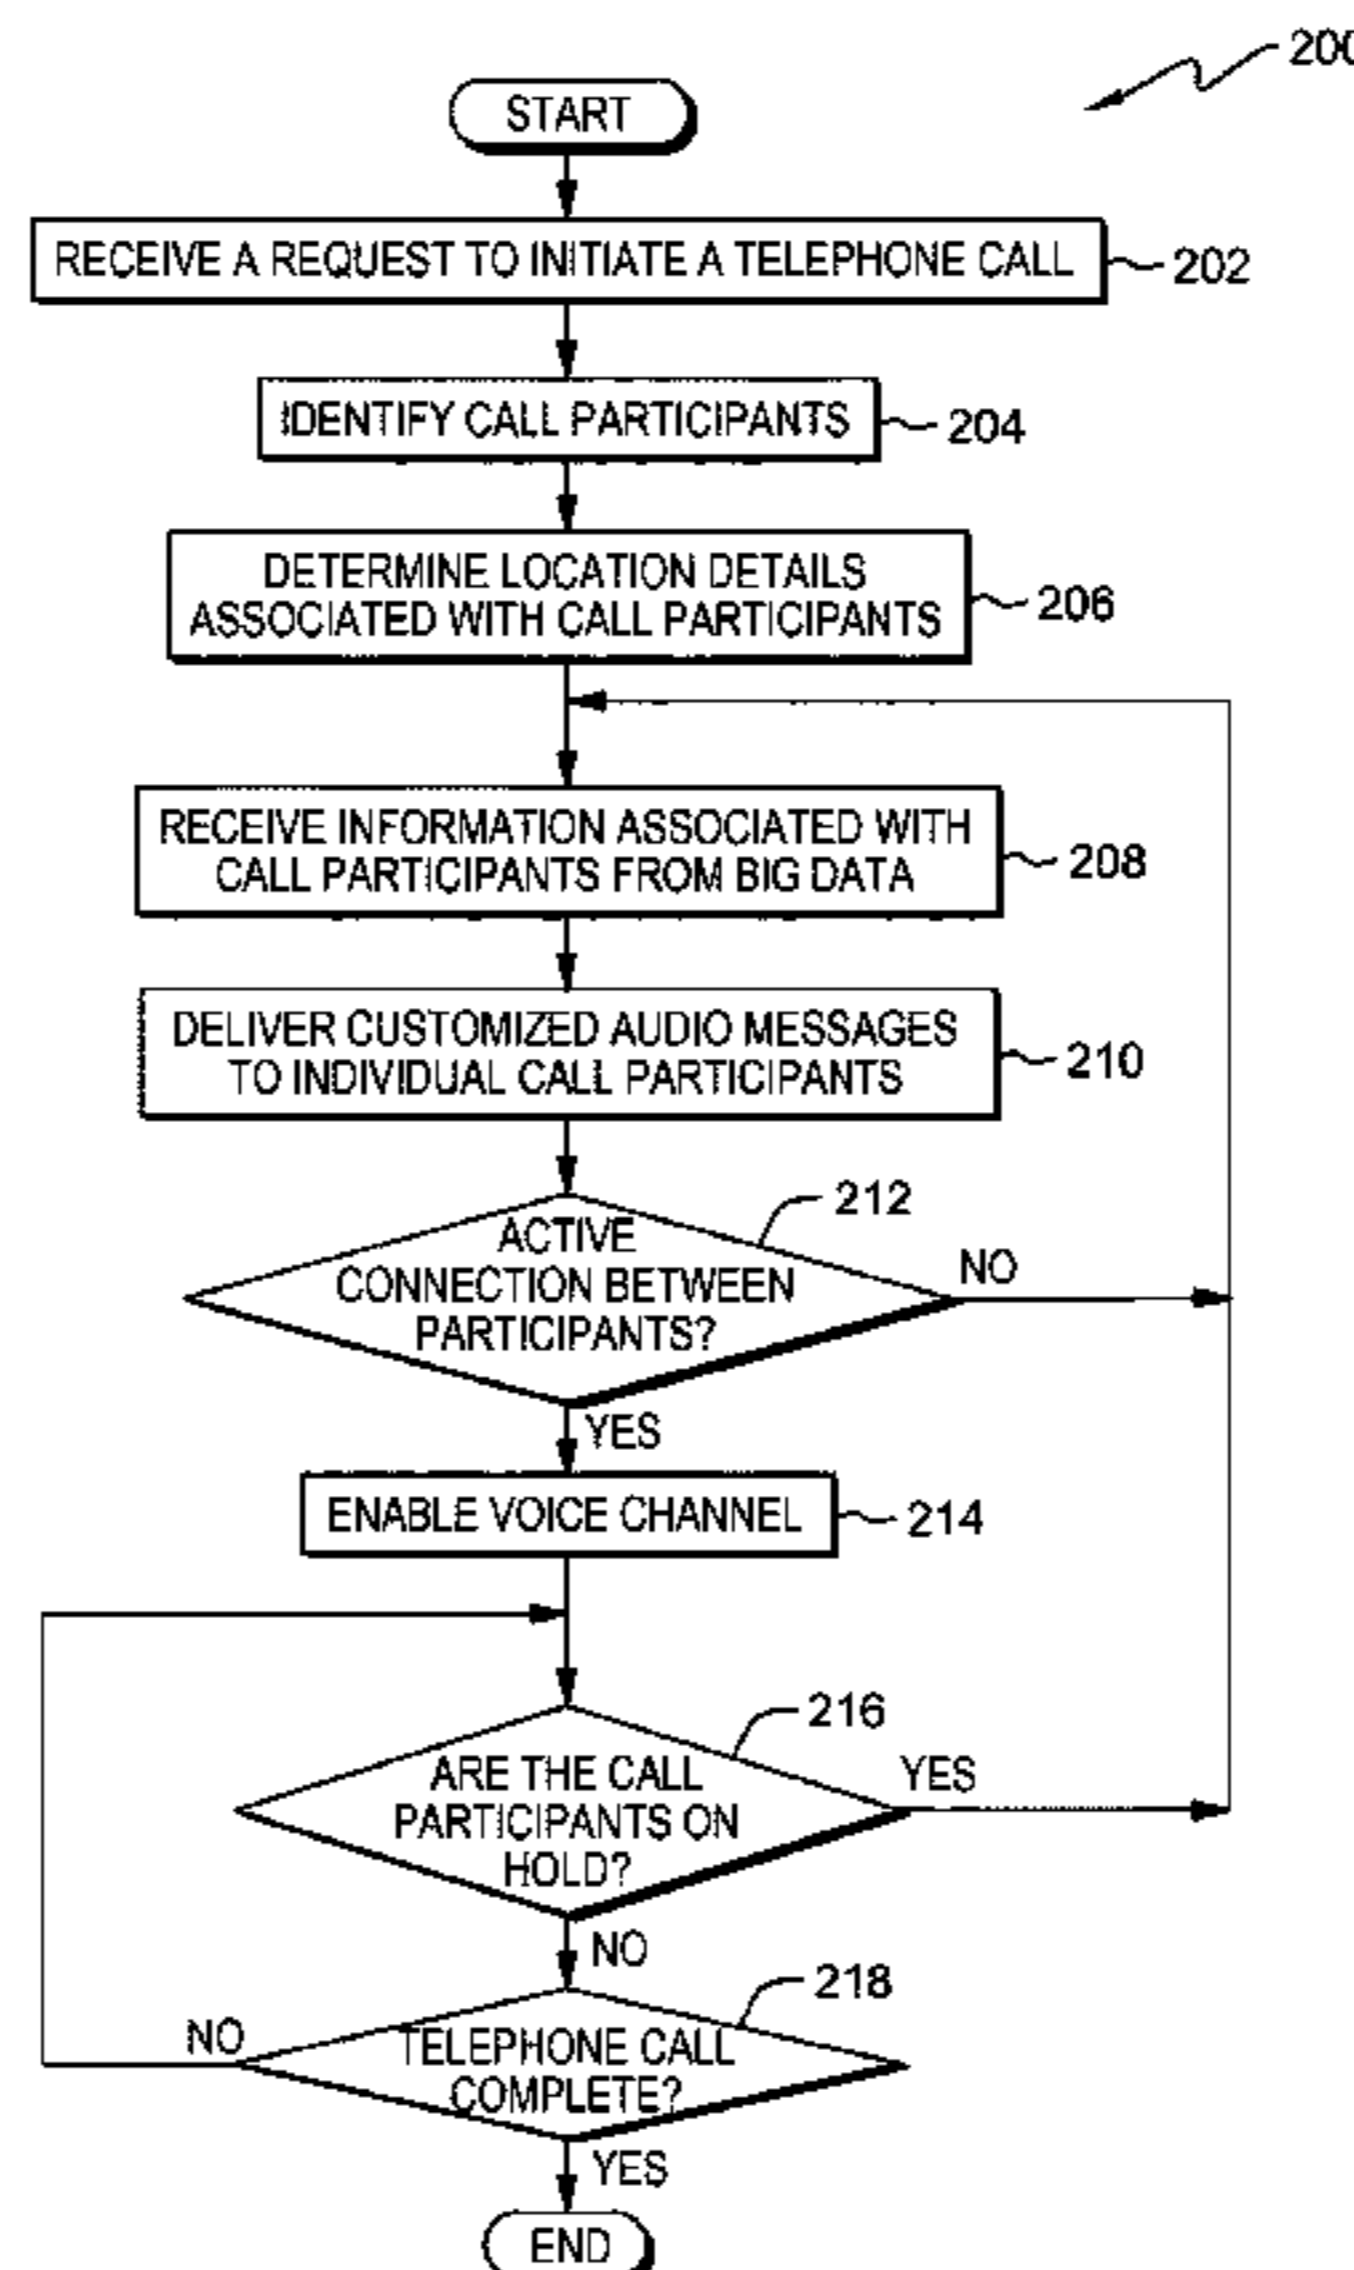 200
START
RECEIVE A REQUEST TO INITIATE A TELEPHONE CALL
202
IDENTIFY CALL PARTICIPANTS
204
DETERMINE LOCATION DETAILS
ASSOCIATED WITH CALL PARTICIPANTS
206
RECEIVE INFORMATION ASSOCIATED WITH
CALL PARTICIPANTS FROM BIG DATA
208
DELIVER CUSTOMIZED AUDIO MESSAGES
TO INDIVIDUAL CALL PARTICIPANTS
210
212
ACTIVE
CONNECTION BETWEEN
PARTICIPANTS?
NO
YES
ENABLE VOICE CHANNEL
214
216
ARE THE CALL
PARTICIPANTS ON
HOLD?
YES
NO
218
NO
TELEPHONE CALL
COMPLETE?
YES
END